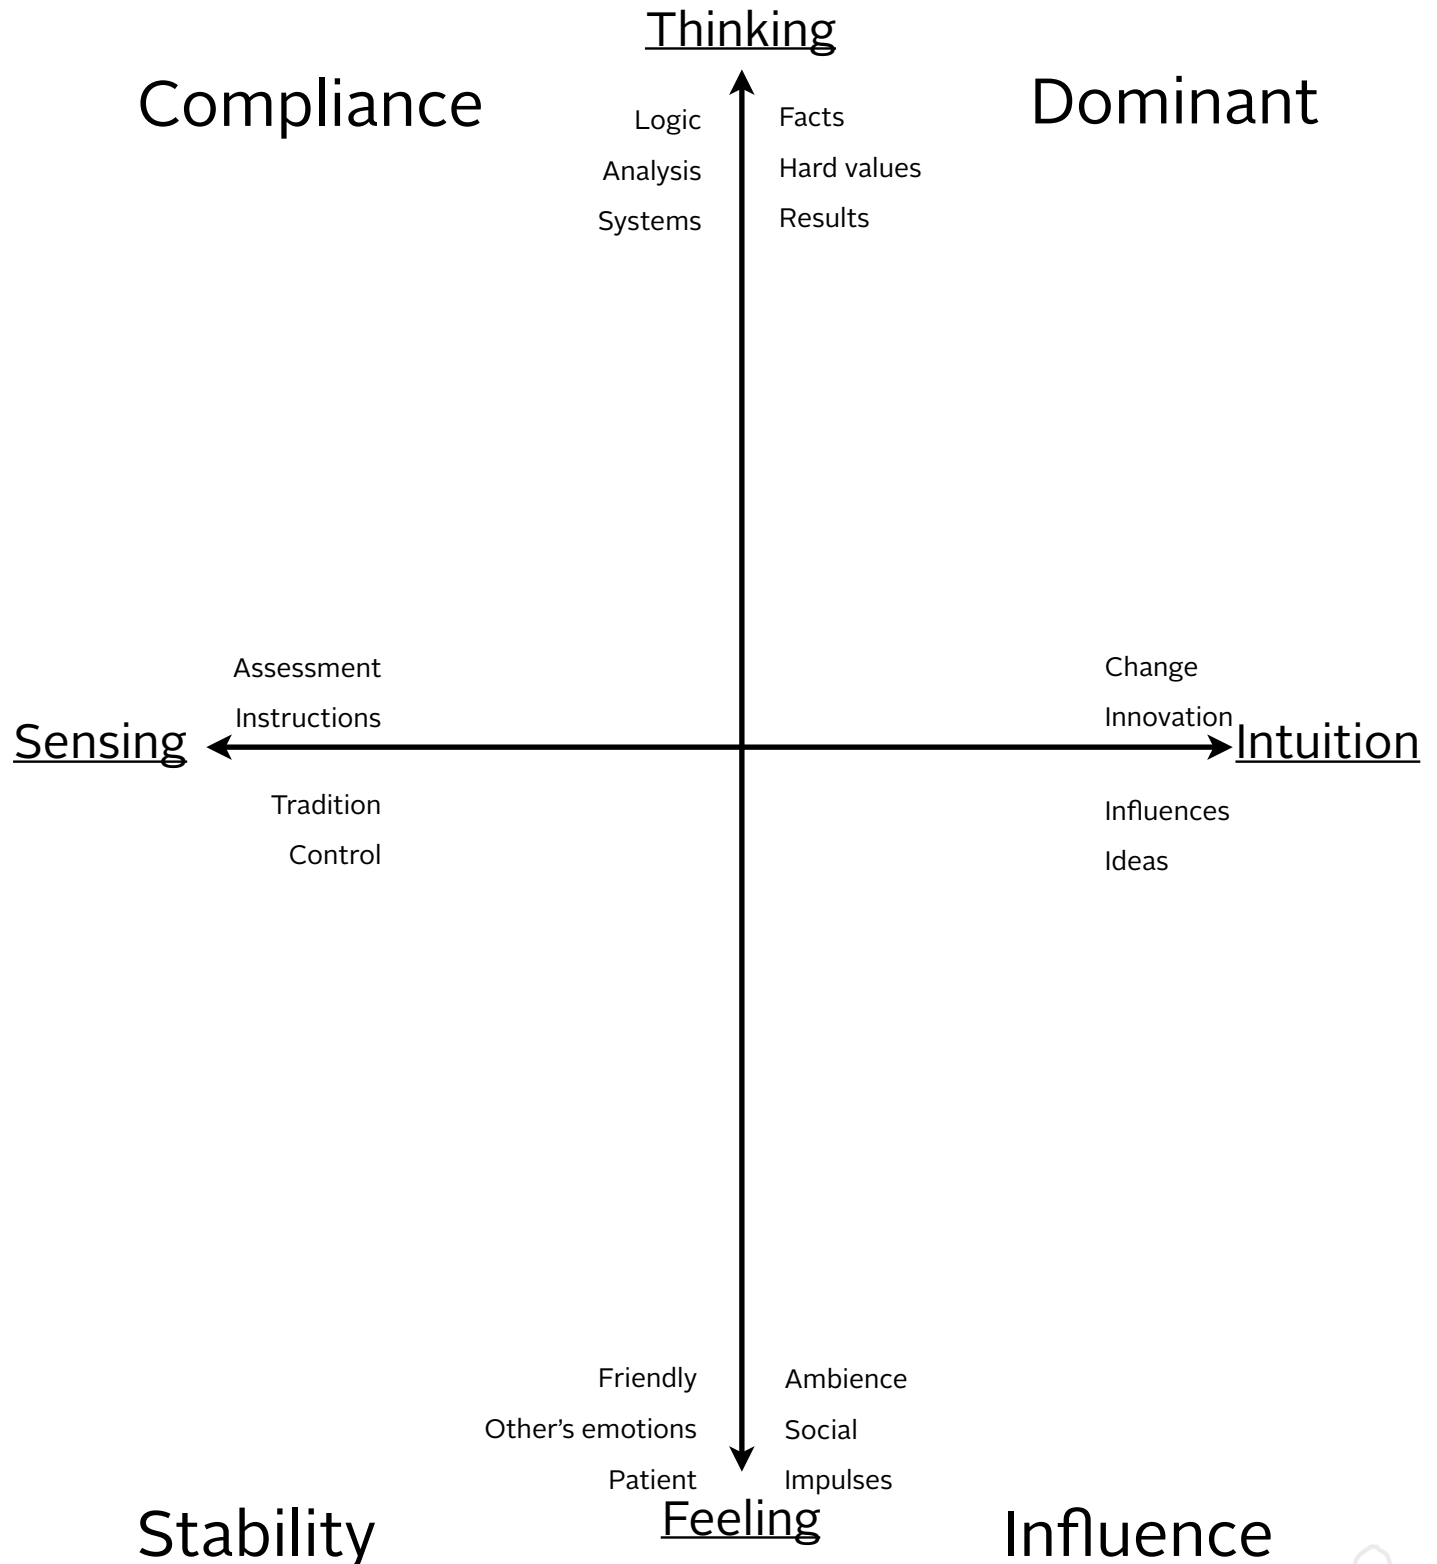 Thinking
Compliance
Dominant
Logic
Facts
Analysis
Hard values
Systems
Results
Assessment
Change
Instructions
Innovation
Sensing
Intuition
Tradition
Influences
Control
Ideas
Friendly
Ambience
Other’s emotions
Social
Patient
Impulses
Feeling
Stability
Influence